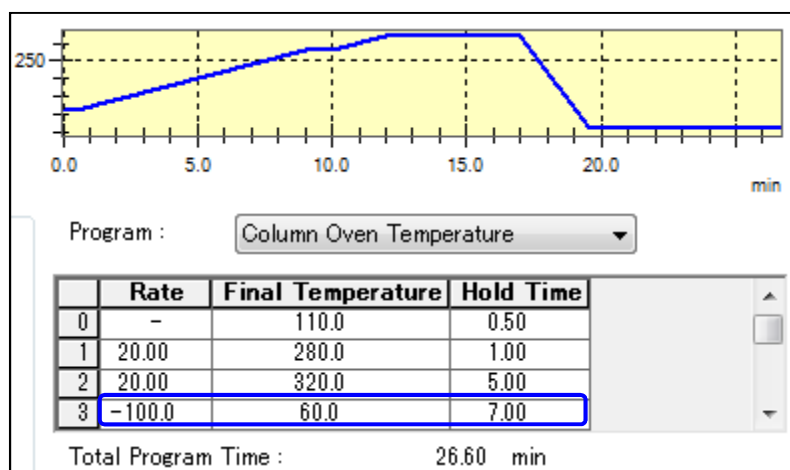 250
0.0 5.0 10.0 15.0 20.0
min
Program : Column Oven Temperature
Rate Final Temperature Hold Time
0 - 110.0 0.50
1 20.00 280.0 1.00
2 20.00 320.0 5.00
3 -100.0 60.0 7.00
Total Program Time : 26.60 min